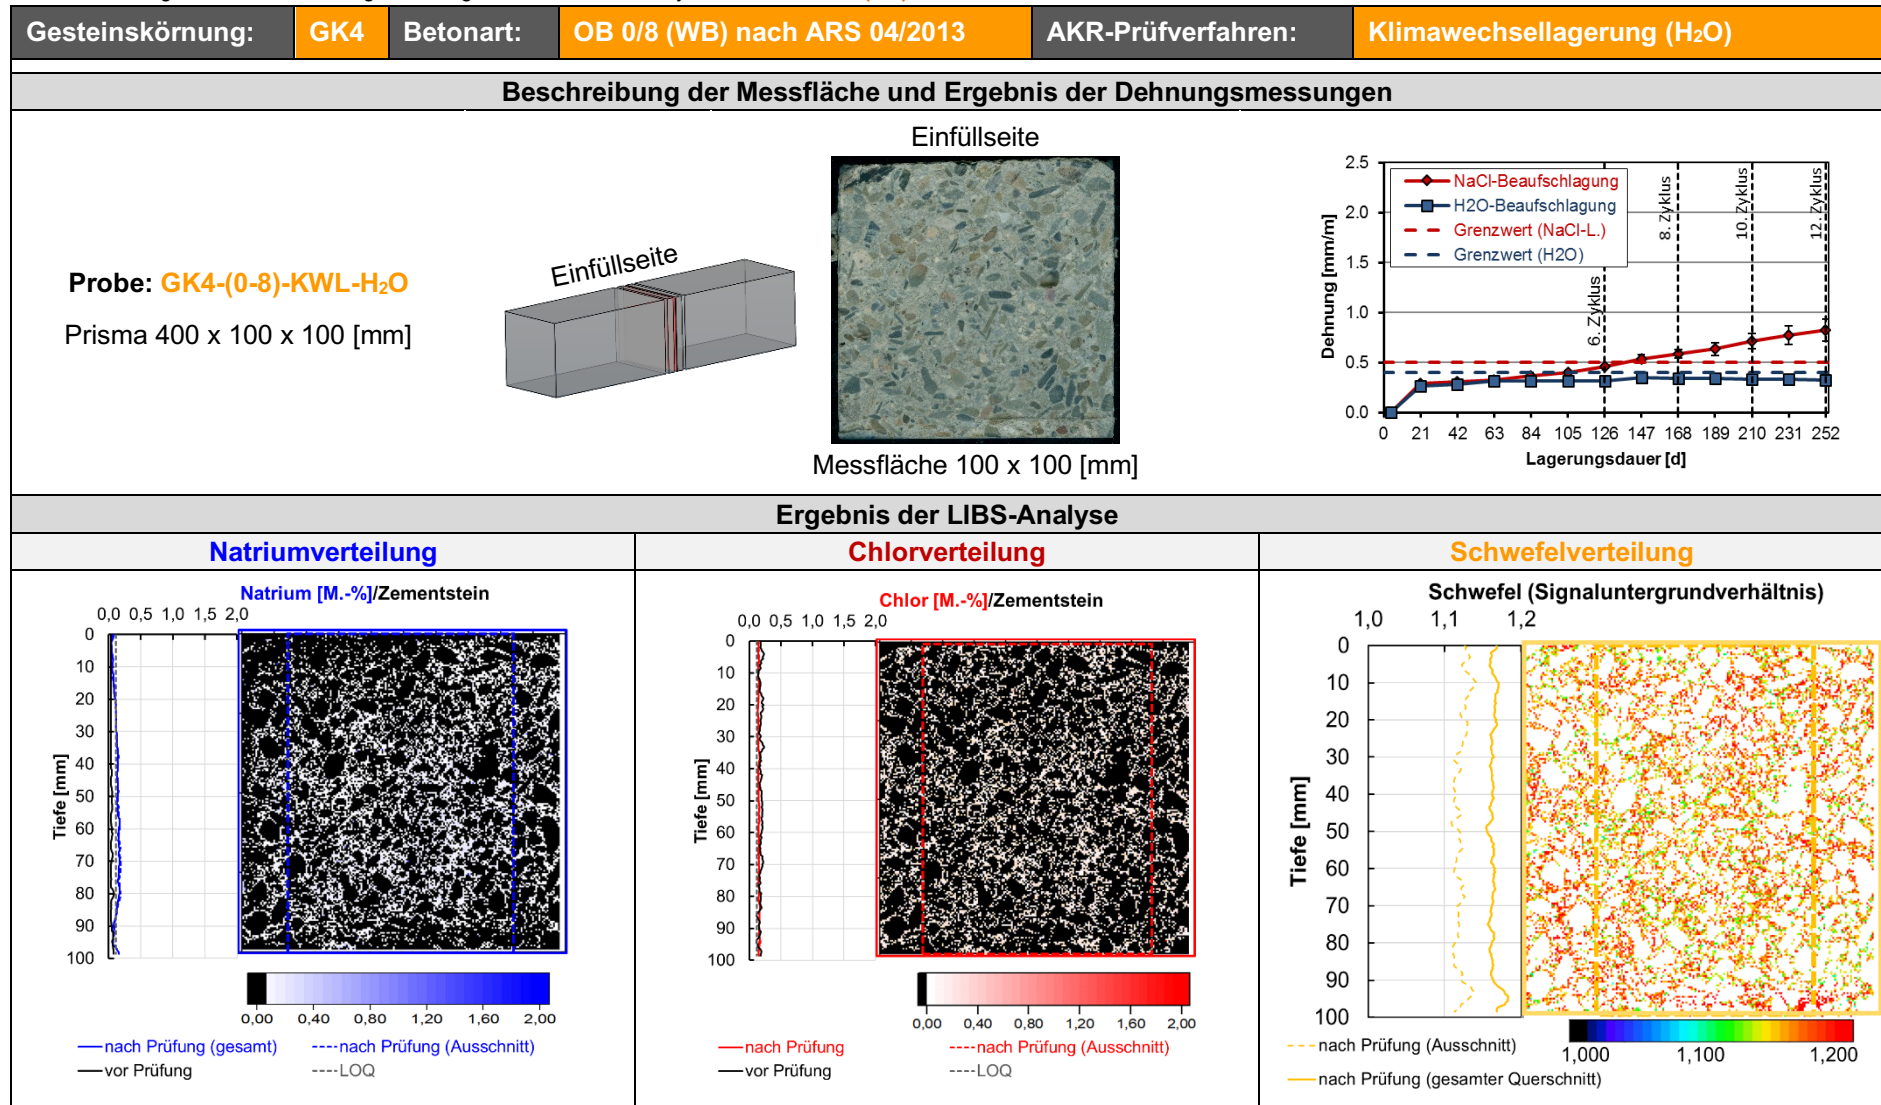 Gesteinskörnung: GK4 Betonart: OB 0/8 (WB) nach ARS 04/2013 AKR-Prüfverfahren: Klimawechsellagerung (H₂O)
Beschreibung der Messfläche und Ergebnis der Dehnungsmessungen
Probe: GK4-(0-8)-KWL-H₂O
Prisma 400 x 100 x 100 [mm]
Einfüllseite
Einfüllseite
Messfläche 100 x 100 [mm]
Dehnung [mm/m]
2.5
2.0
1.5
1.0
0.5
0.0
NaCl-Beaufschlagung
H2O-Beaufschlagung
Grenzwert (NaCl-L.)
Grenzwert (H2O)
6. Zyklus
8. Zyklus
10. Zyklus
12. Zyklus
0 21 42 63 84 105 126 147 168 189 210 231 252
Lagerungsdauer [d]
Ergebnis der LIBS-Analyse
Natriumverteilung
Natrium [M.-%]/Zementstein
0,0 0,5 1,0 1,5 2,0
Tiefe [mm]
0
10
20
30
40
50
60
70
80
90
100
0,00 0,40 0,80 1,20 1,60 2,00
nach Prüfung (gesamt) nach Prüfung (Ausschnitt)
vor Prüfung LOQ
Chlorverteilung
Chlor [M.-%]/Zementstein
0,0 0,5 1,0 1,5 2,0
Tiefe [mm]
0
10
20
30
40
50
60
70
80
90
100
0,00 0,40 0,80 1,20 1,60 2,00
nach Prüfung nach Prüfung (Ausschnitt)
vor Prüfung LOQ
Schwefelverteilung
Schwefel (Signaluntergrundverhältnis)
1,0 1,1 1,2
Tiefe [mm]
0
10
20
30
40
50
60
70
80
90
100
1,000 1,100 1,200
nach Prüfung (Ausschnitt)
nach Prüfung (gesamter Querschnitt)